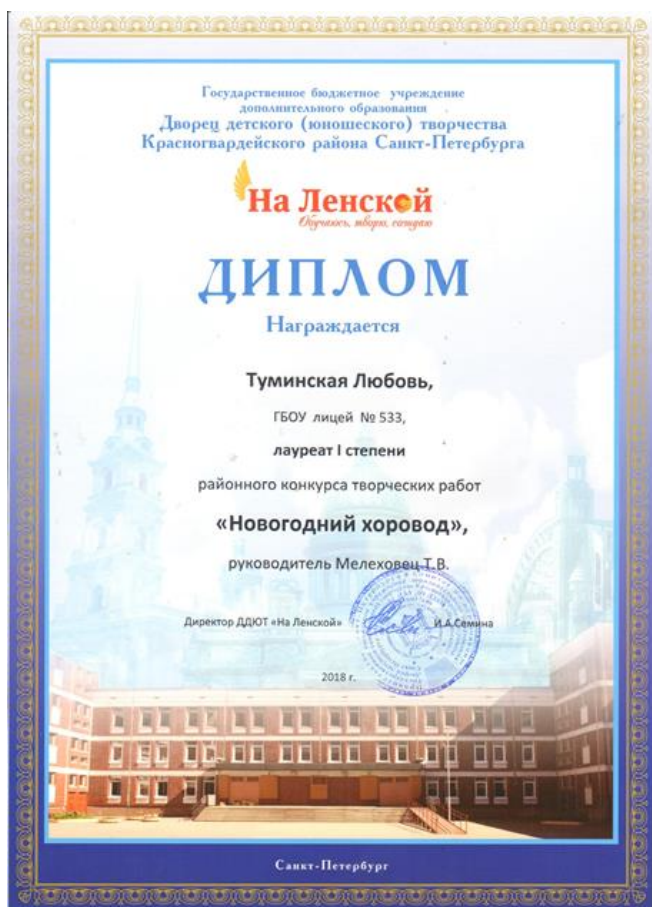 Государственное бюджетное учреждение
дополнительного образования
Дворец детского (юношеского) творчества
Красногвардейского района Санкт-Петербурга
На Ленской
Обучаюсь, творю, созидаю
ДИПЛОМ
Награждается
Туминская Любовь,
ГБОУ лицей № 533,
лауреат I степени
районного конкурса творческих работ
«Новогодний хоровод»,
руководитель Мелеховец Т.В.
Директор ДДЮТ «На Ленской» И.А.Семина
2018 г.
Санкт-Петербург